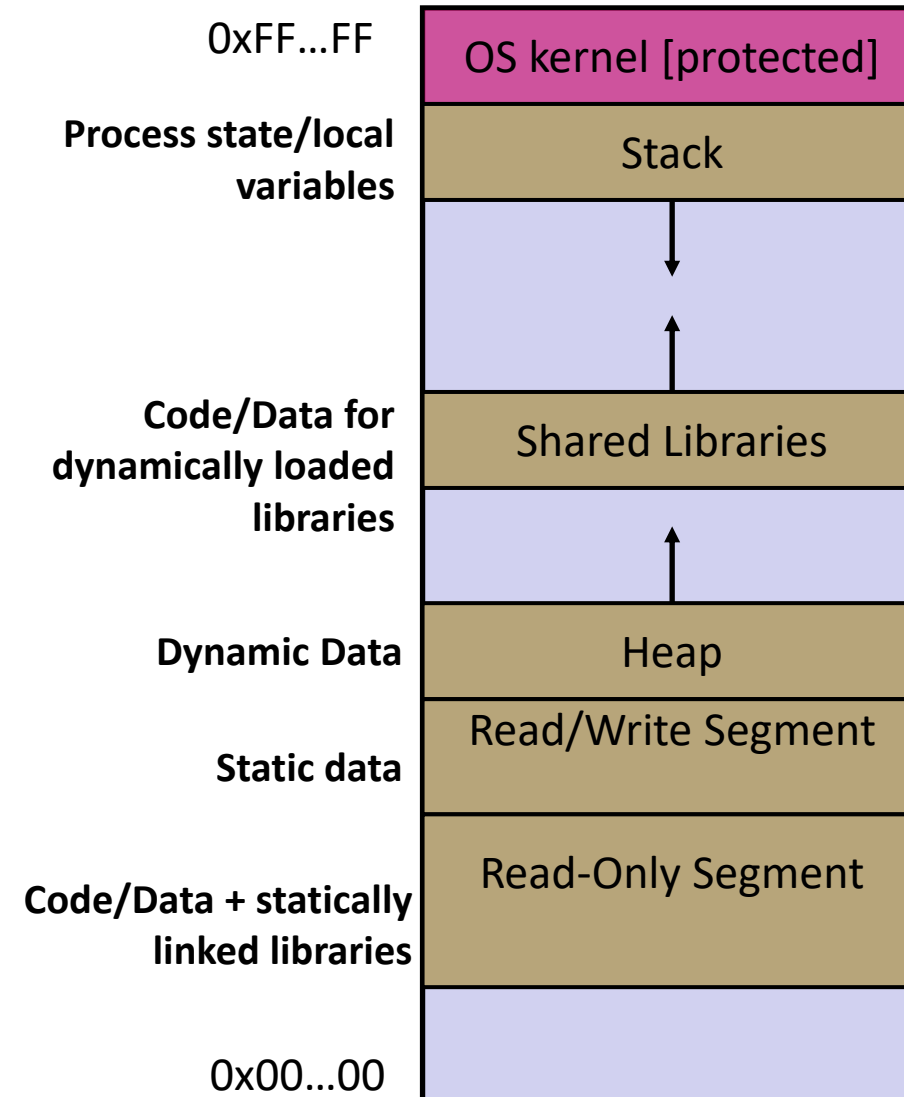 0xFF...FF
OS kernel [protected]
Process state/local
variables
Stack
Code/Data for
dynamically loaded
libraries
Shared Libraries
Dynamic Data
Heap
Read/Write Segment
Static data
Read-Only Segment
Code/Data + statically
linked libraries
0x00...00